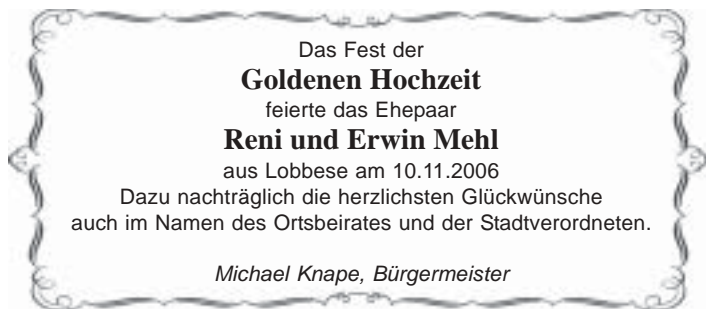 Das Fest der
Goldenen Hochzeit
feierte das Ehepaar
Reni und Erwin Mehl
aus Lobbese am 10.11.2006
Dazu nachträglich die herzlichsten Glückwünsche
auch im Namen des Ortsbeirates und der Stadtverordneten.
Michael Knape, Bürgermeister